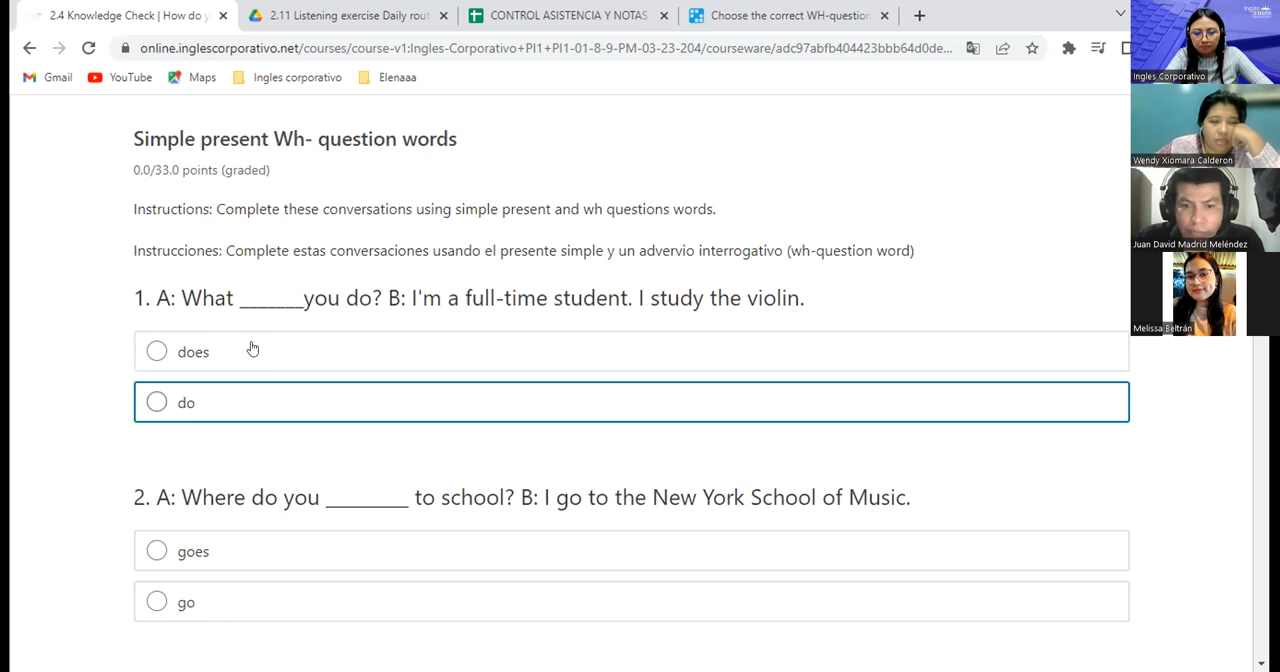 2.4 Knowledge Check | How do y
2.11 Listening exercise Daily rout
CONTROL ASISTENCIA Y NOTAS
Choose the correct WH-question
online.inglescorporativo.net/courses/course-v1:Ingles-Corporativo+PI1+PI1-01-8-9-PM-03-23-204/courseware/adc97abfb404423bbb64d0de...
Gmail
YouTube
Maps
Ingles corporativo
Elenaaa
Ingles Corporativo
Wendy Xiomara Calderon
Juan David Madrid Meléndez
Melissa Beltrán
Simple present Wh- question words
0.0/33.0 points (graded)
Instructions: Complete these conversations using simple present and wh questions words.
Instrucciones: Complete estas conversaciones usando el presente simple y un advervio interrogativo (wh-question word)
1. A: What ______you do? B: I'm a full-time student. I study the violin.
does
do
2. A: Where do you ________ to school? B: I go to the New York School of Music.
goes
go